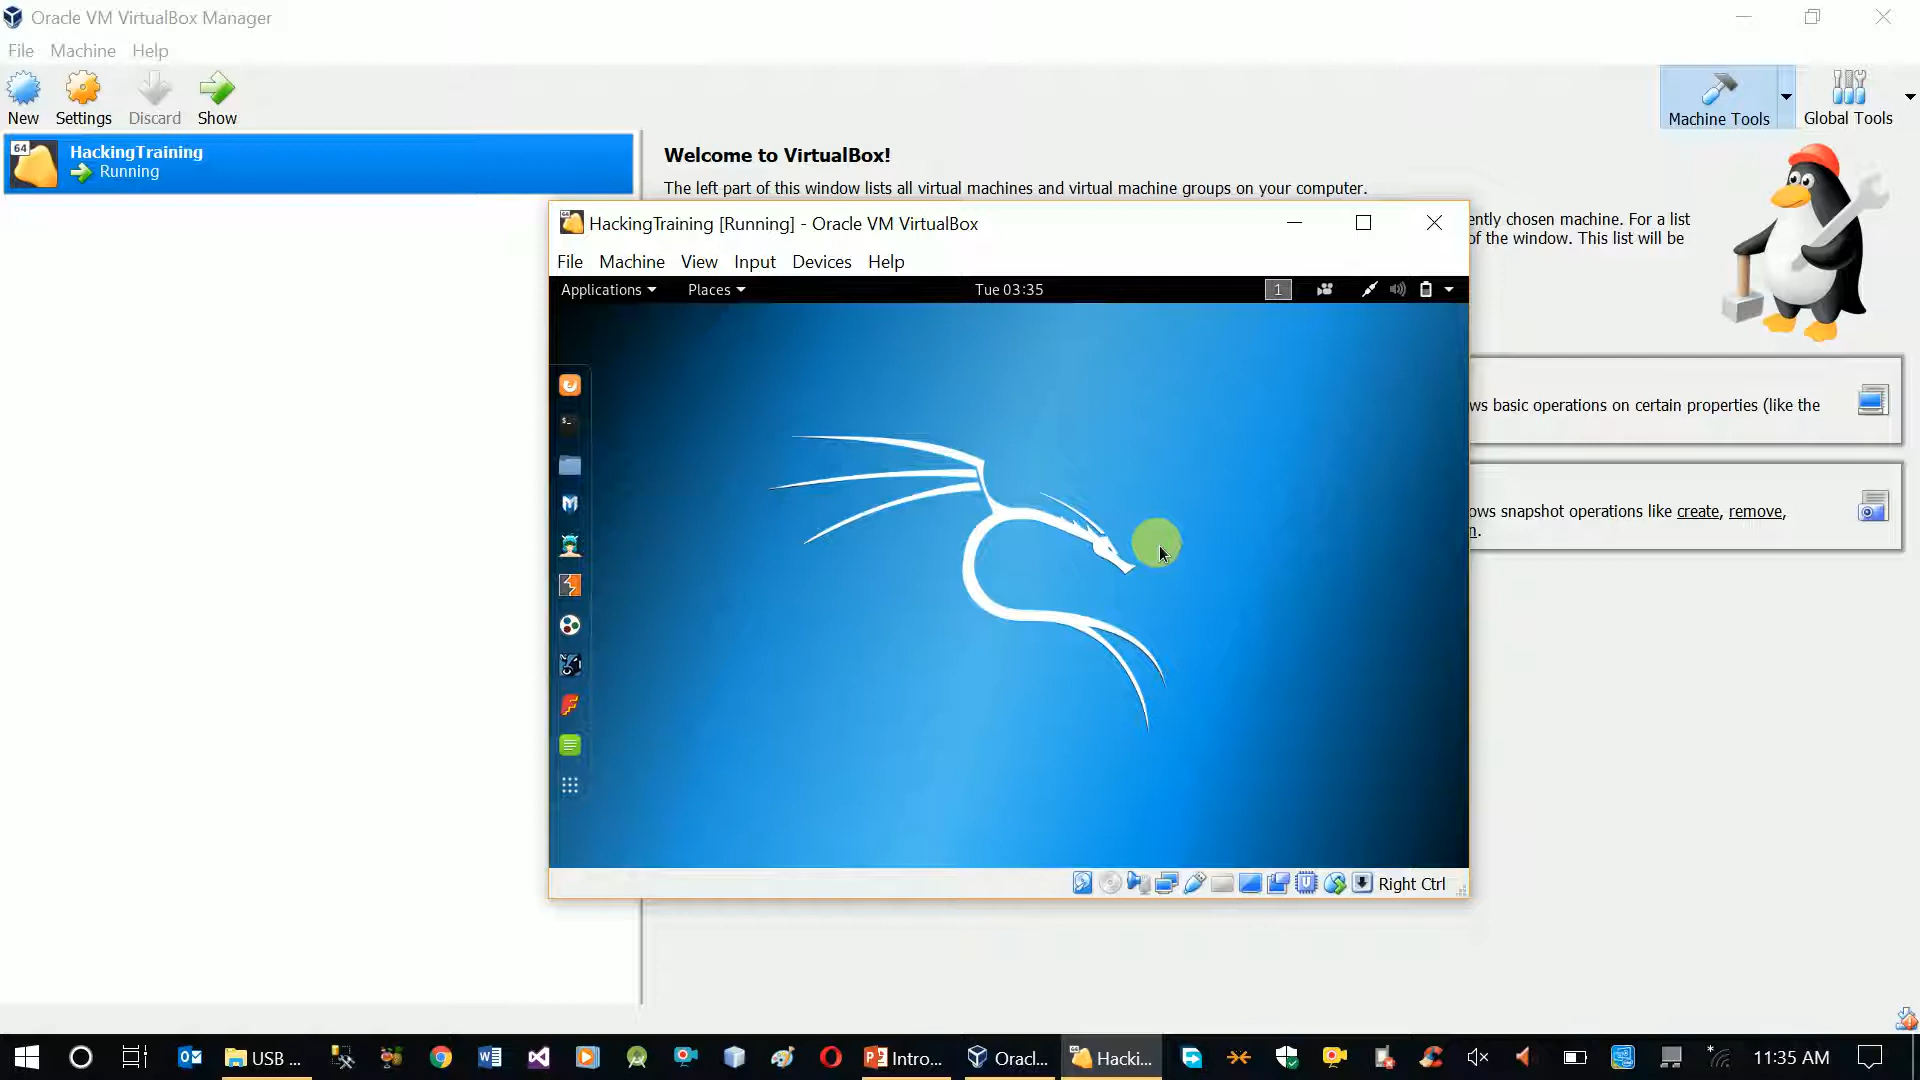 Oracle VM VirtualBox Manager
File Machine Help
New Settings Discard Show
Machine Tools Global Tools
64
HackingTraining
Running
Welcome to VirtualBox!
The left part of this window lists all virtual machines and virtual machine groups on your computer.
ently chosen machine. For a list
of the window. This list will be
HackingTraining [Running] - Oracle VM VirtualBox
File Machine View Input Devices Help
Applications Places Tue 03:35 1
ws basic operations on certain properties (like the
ows snapshot operations like create, remove,
n.
Right Ctrl
USB ... Intro... Oracl... Hacki... 11:35 AM